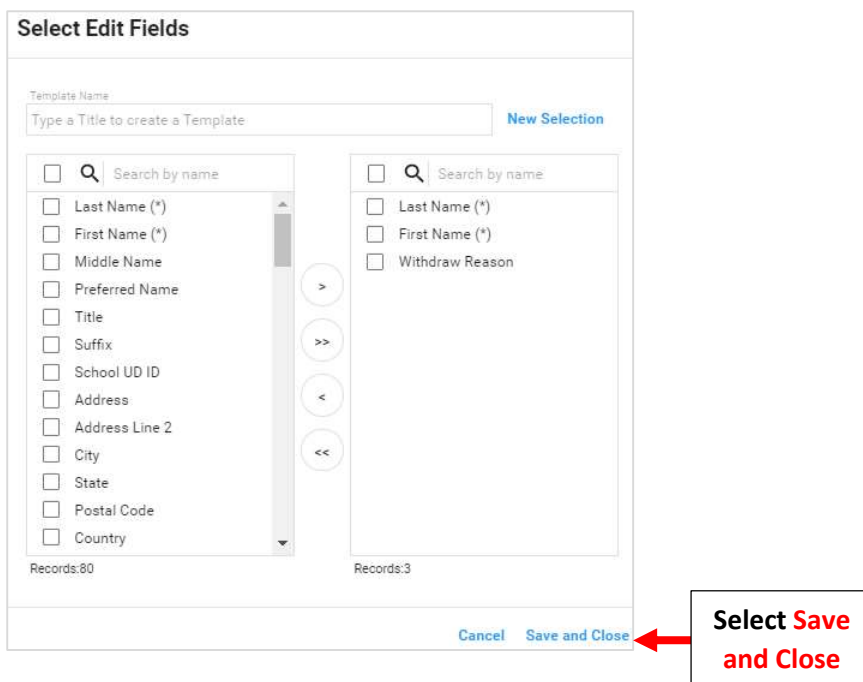 Select Edit Fields
Template Name
Type a Title to create a Template
New Selection
Search by name
Last Name (*)
First Name (*)
Middle Name
Preferred Name
Title
Suffix
School UD ID
Address
Address Line 2
City
State
Postal Code
Country
Records:80
>
>>
<
<<
Search by name
Last Name (*)
First Name (*)
Withdraw Reason
Records:3
Cancel
Save and Close
Select Save
and Close